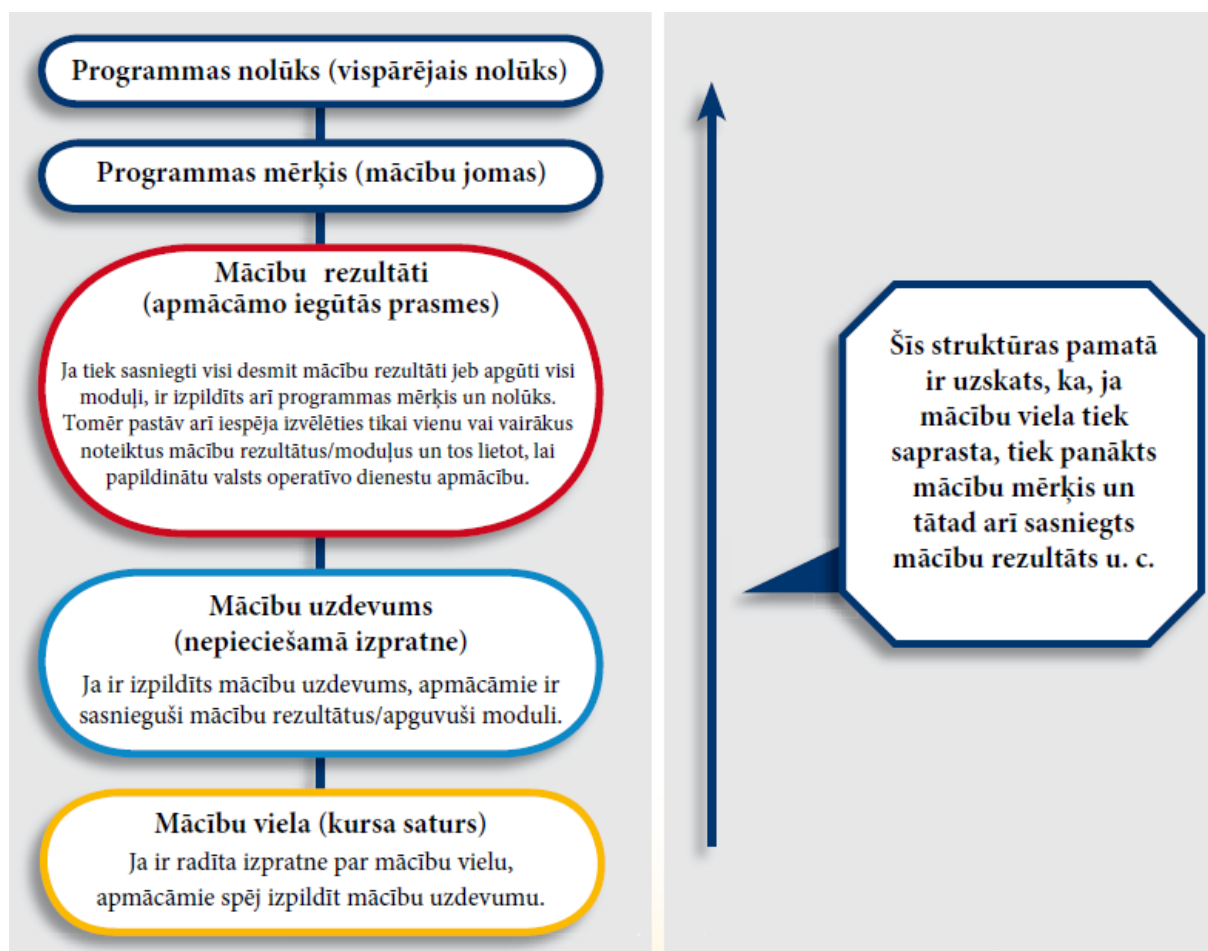 Programmas nolūks (vispārējais nolūks)
Programmas mērķis (mācību jomas)
Mācību rezultāti
(apmācāmo iegūtās prasmes)
Ja tiek sasniegti visi desmit mācību rezultāti jeb apgūti visi
moduļi, ir izpildīts arī programmas mērķis un nolūks.
Tomēr pastāv arī iespēja izvēlēties tikai vienu vai vairākus
noteiktus mācību rezultātus/moduļus un tos lietot, lai
papildinātu valsts operatīvo dienestu apmācību.
Mācību uzdevums
(nepieciešamā izpratne)
Ja ir izpildīts mācību uzdevums, apmācāmie ir
sasnieguši mācību rezultātus/apguvuši moduli.
Mācību viela (kursa saturs)
Ja ir radīta izpratne par mācību vielu,
apmācāmie spēj izpildīt mācību uzdevumu.
Šīs struktūras pamatā
ir uzskats, ka, ja
mācību viela tiek
saprasta, tiek panākts
mācību mērķis un
tātad arī sasniegts
mācību rezultāts u. c.